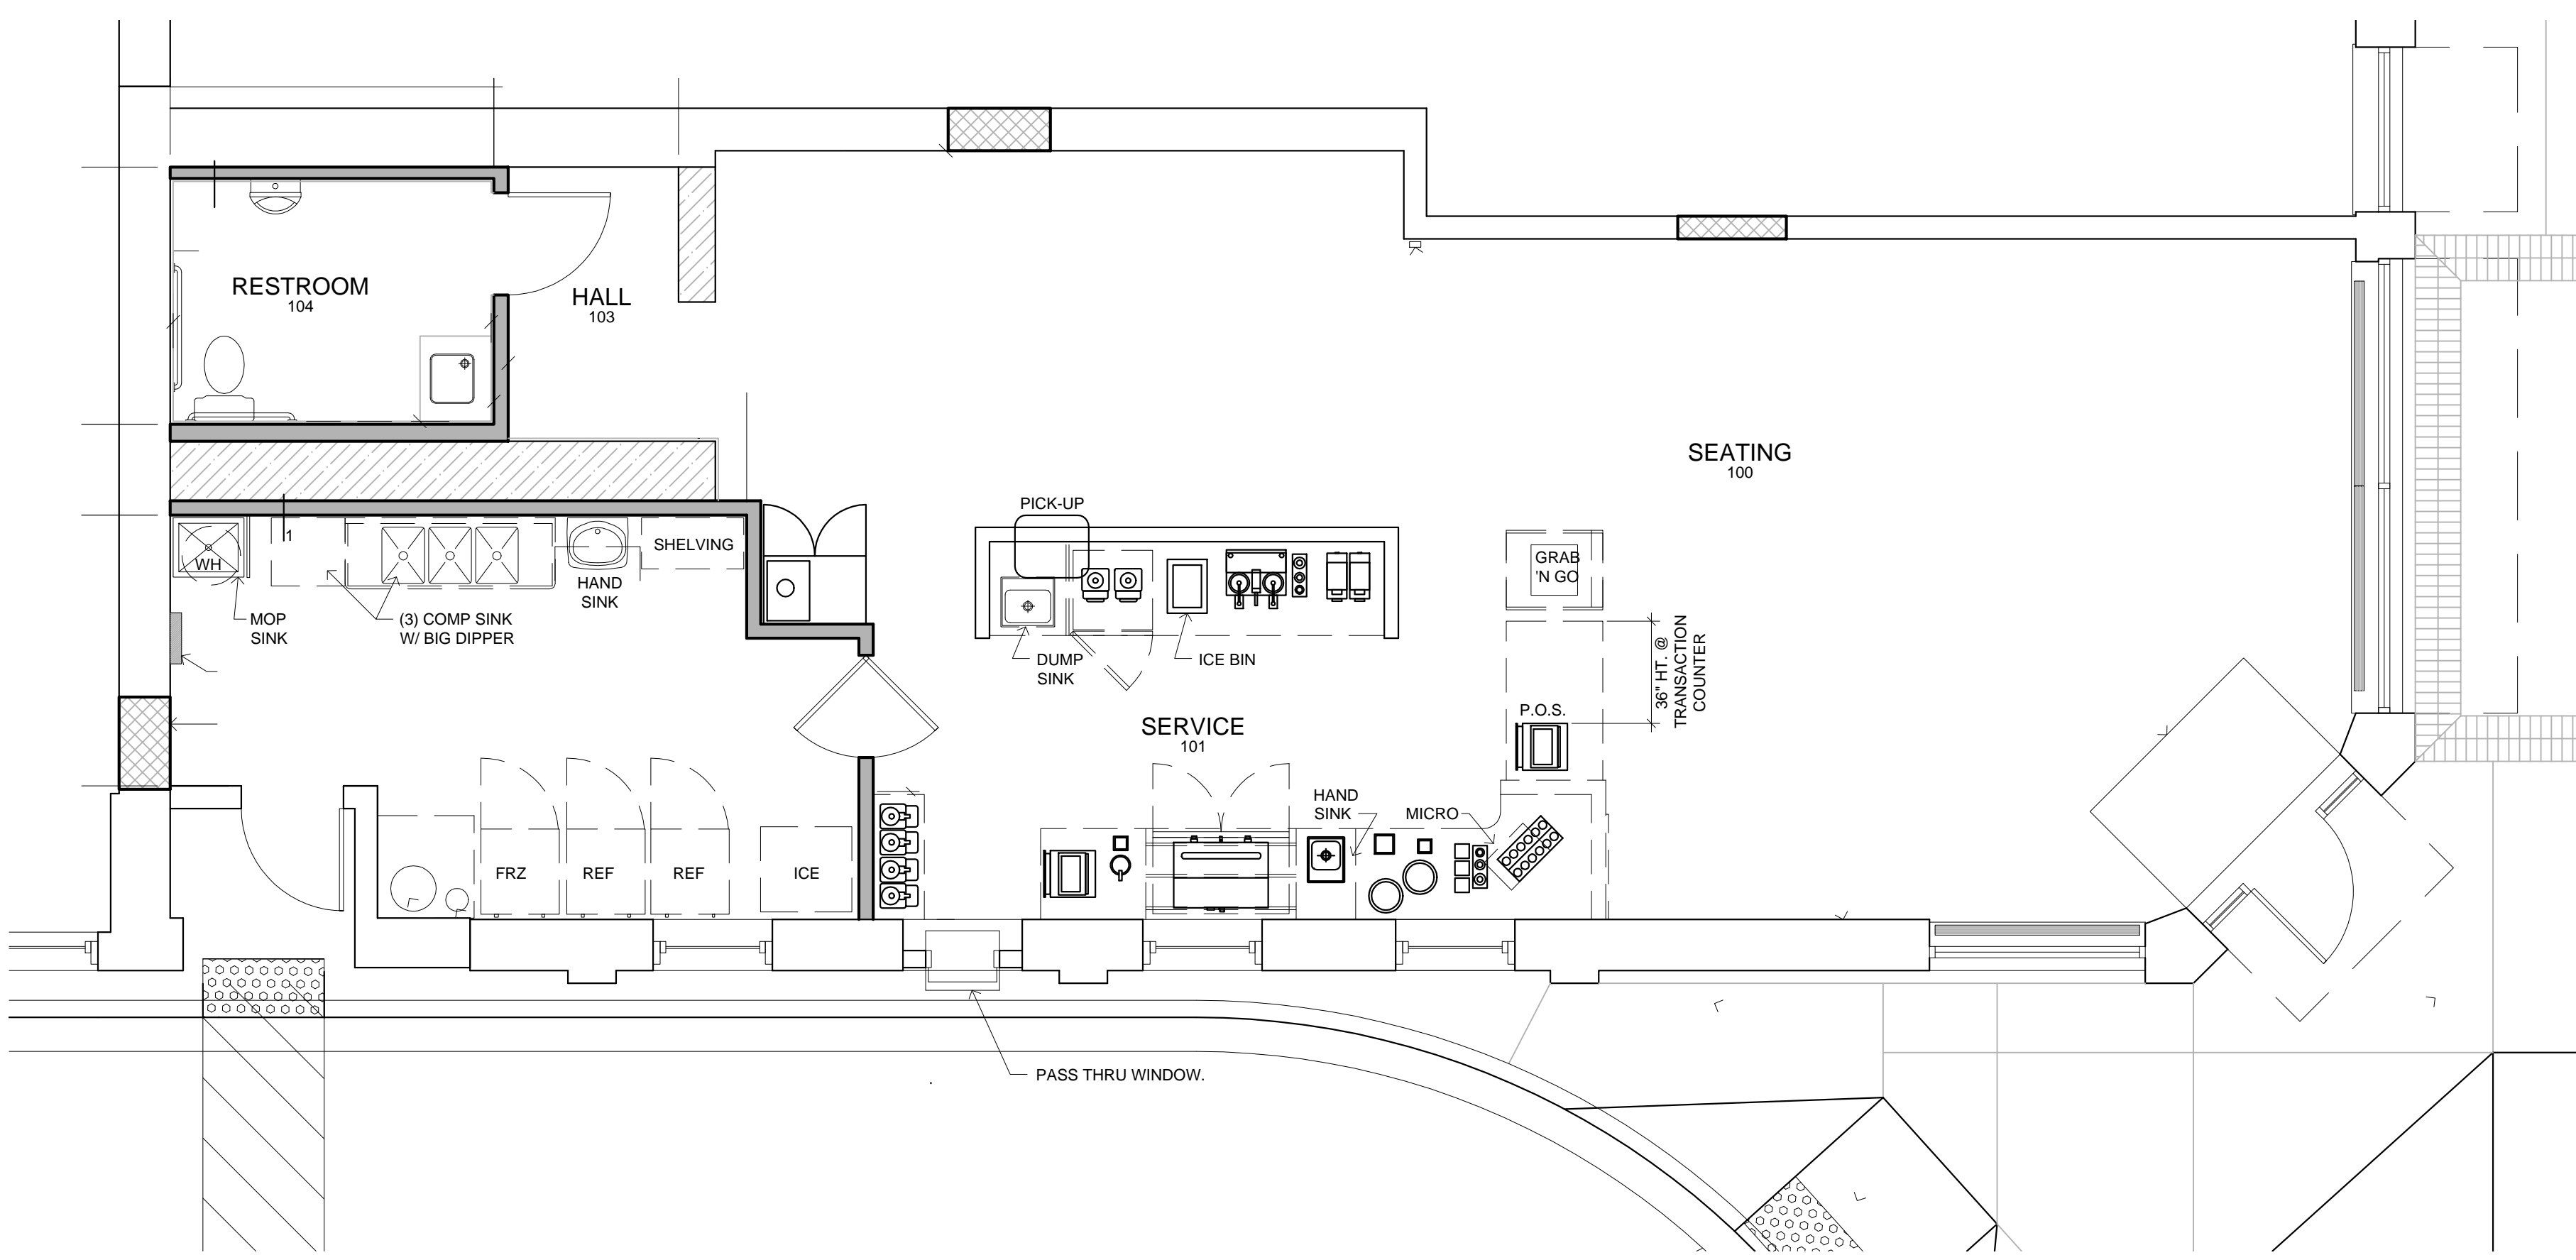 RESTROOM
104
HALL
103
SEATING
100
PICK-UP
WH
1
SHELVING
HAND
SINK
MOP
SINK
(3) COMP SINK
W/ BIG DIPPER
GRAB
'N GO
36" HT. @
TRANSACTION
COUNTER
DUMP
SINK
ICE BIN
P.O.S.
SERVICE
101
HAND
SINK
MICRO
FRZ
REF
REF
ICE
PASS THRU WINDOW.